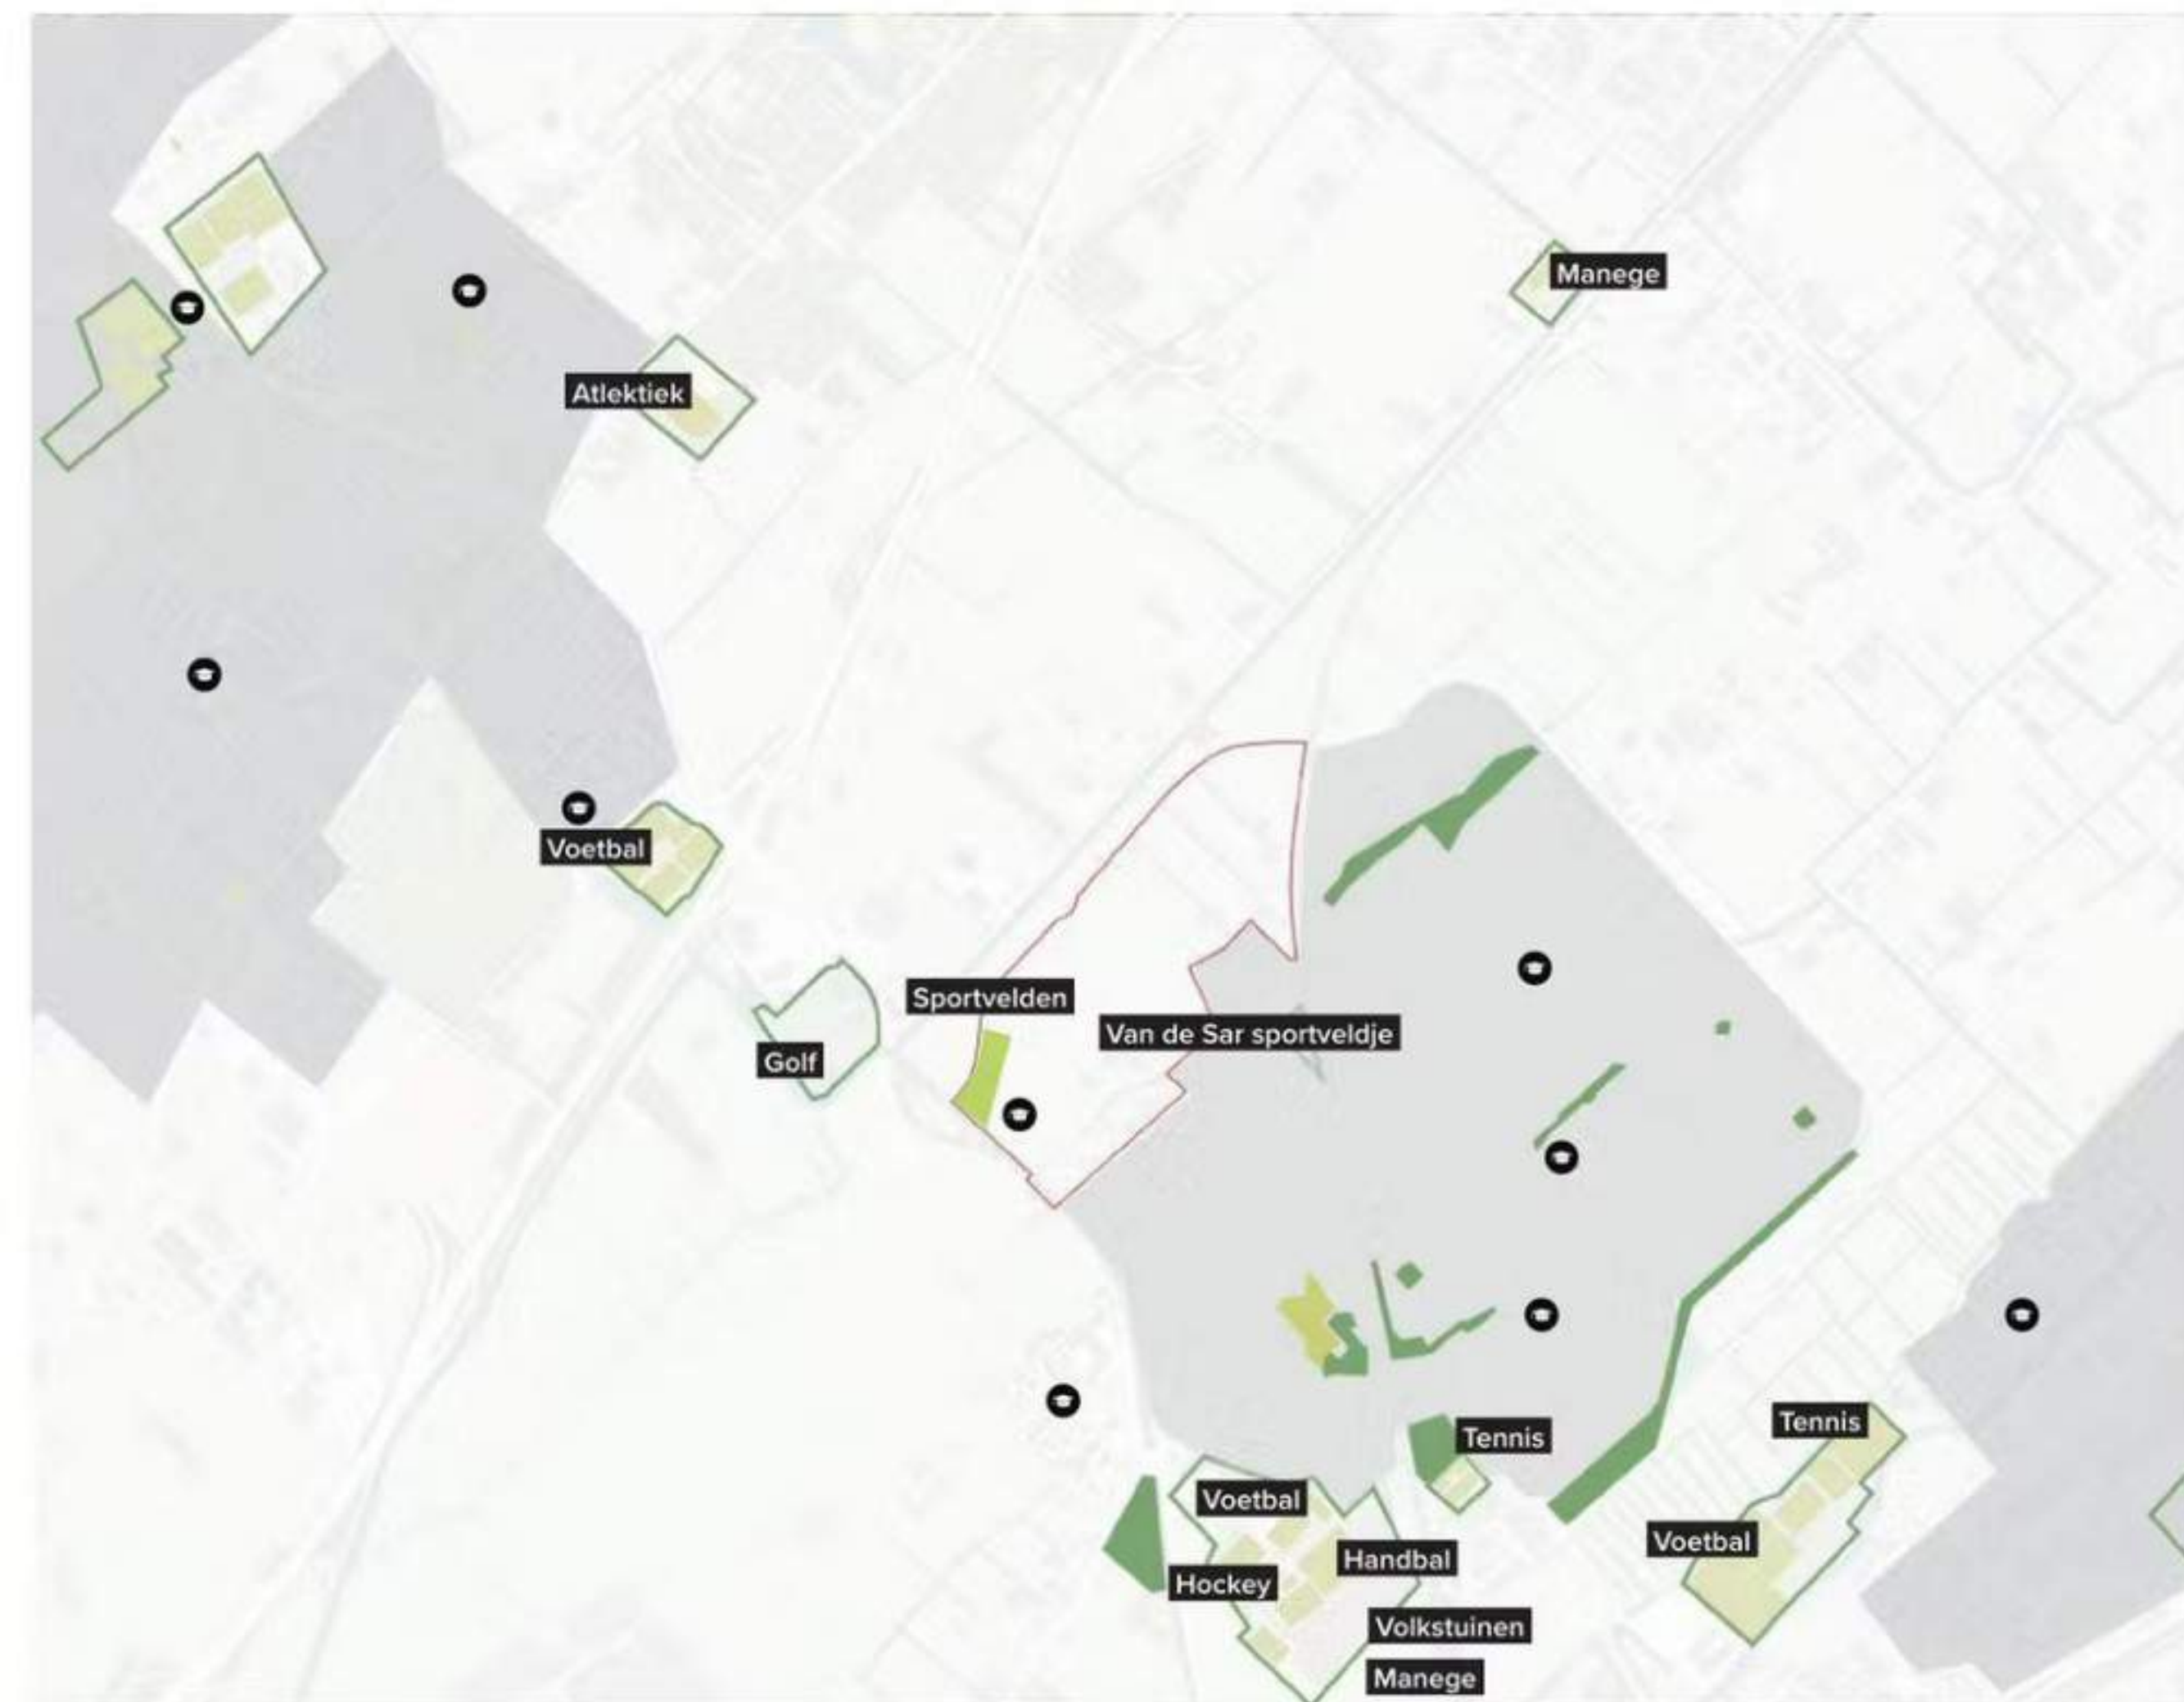 Manege
Atlektiek
Voetbal
Sportvelden
Van de Sar sportveldje
Golf
Tennis
Tennis
Voetbal
Voetbal
Handbal
Hockey
Volkstuinen
Manege